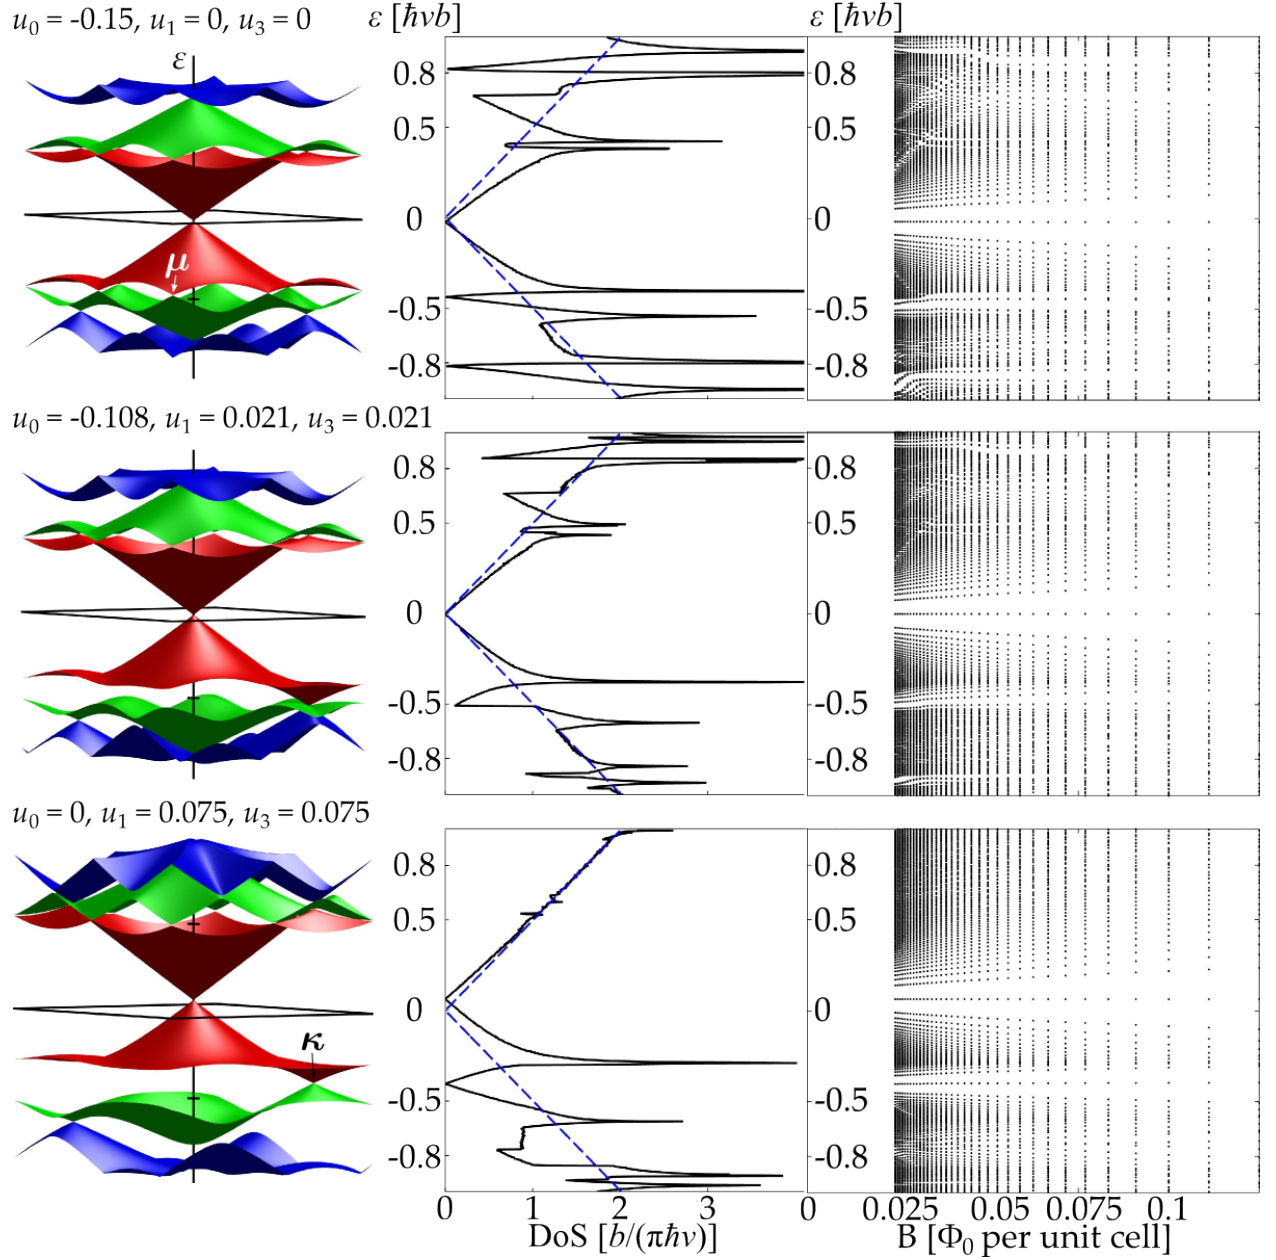 u₀ = -0.15, u₁ = 0, u₃ = 0
ε
μ
ε [ħvb]
0.8
0.5
0
-0.5
-0.8
ε [ħvb]
0.8
0.5
0
-0.5
-0.8
u₀ = -0.108, u₁ = 0.021, u₃ = 0.021
0.8
0.5
0
-0.5
-0.8
0.8
0.5
0
-0.5
-0.8
u₀ = 0, u₁ = 0.075, u₃ = 0.075
κ
0.8
0.5
0
-0.5
-0.8
0.8
0.5
0
-0.5
-0.8
0 1 2 3
DoS [b/(πħv)]
0 0.025 0.05 0.075 0.1
B [Φ₀ per unit cell]